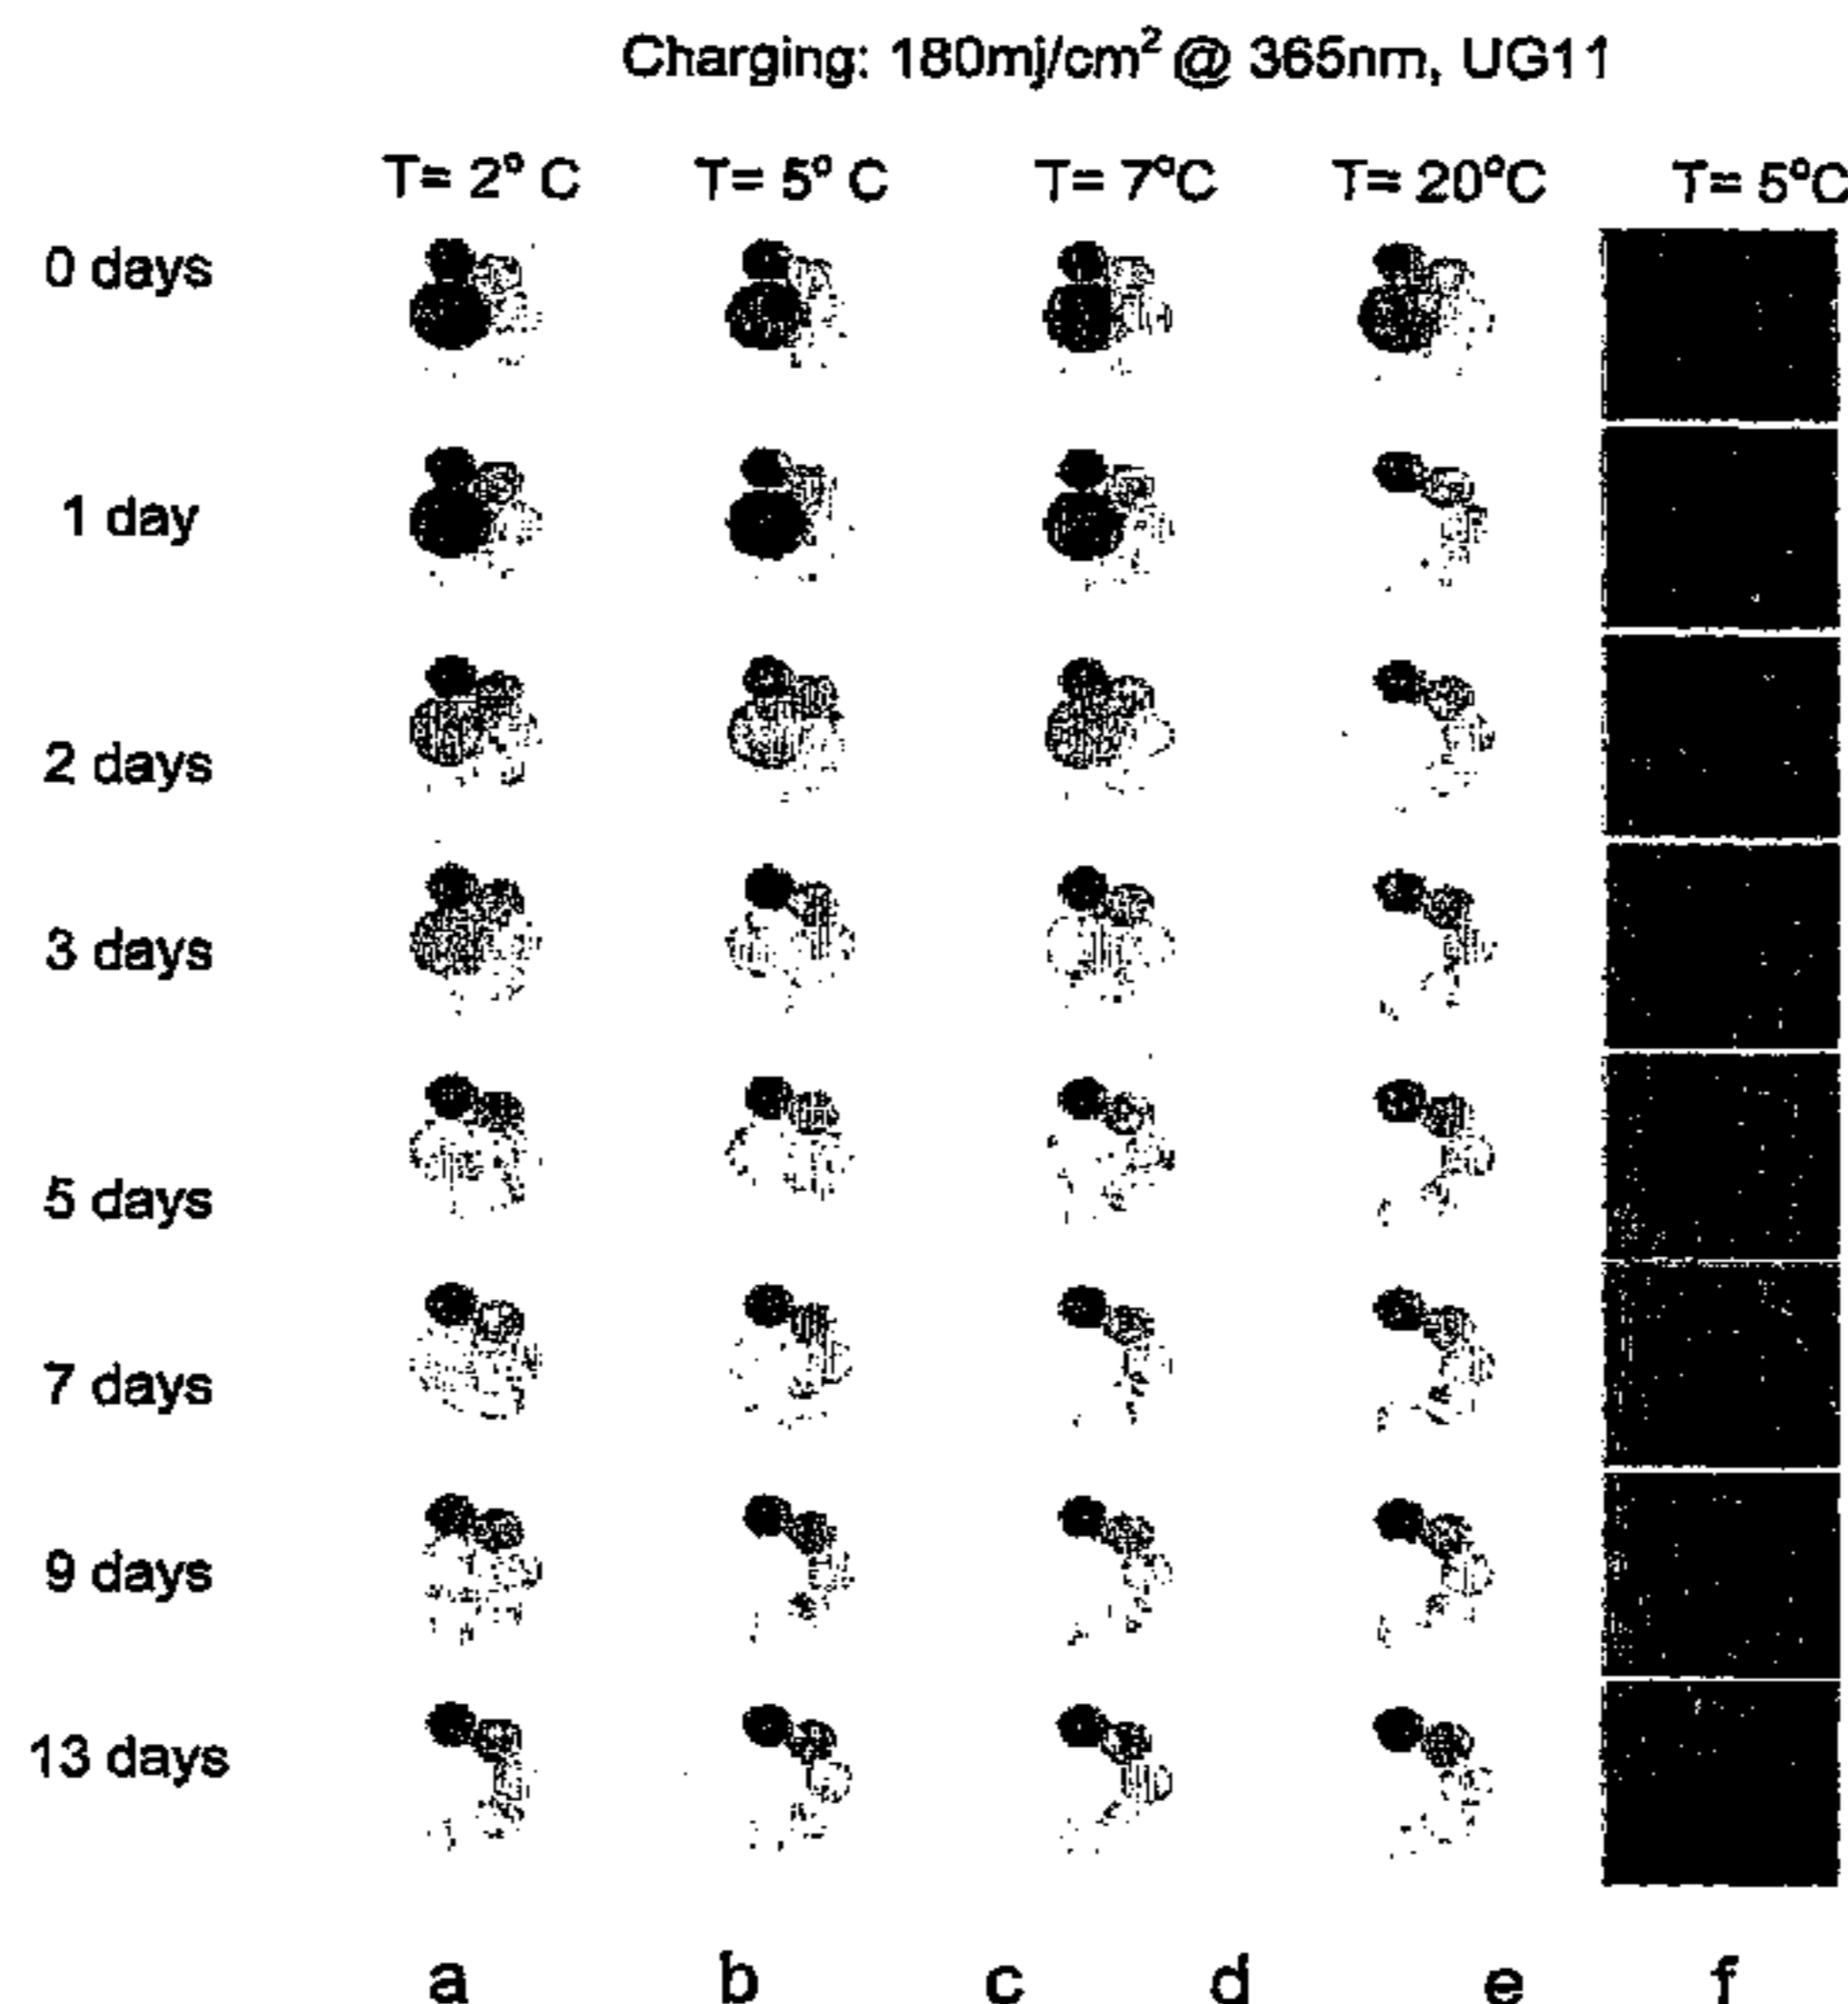 Charging: 180mj/cm² @ 365nm, UG11
T= 2° C T= 5° C T= 7°C T= 20°C T= 5°C
0 days
1 day
2 days
3 days
5 days
7 days
9 days
13 days
a b c d e f